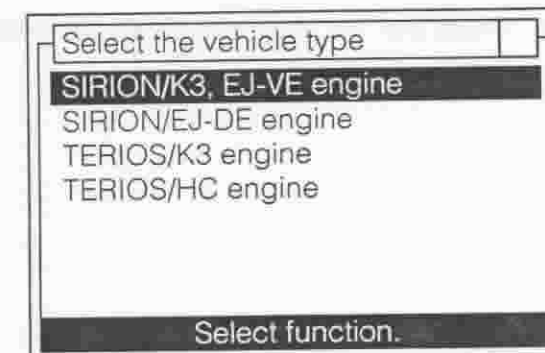 Select the vehicle type
SIRION/K3, EJ-VE engine
SIRION/EJ-DE engine
TERIOS/K3 engine
TERIOS/HC engine
Select function.